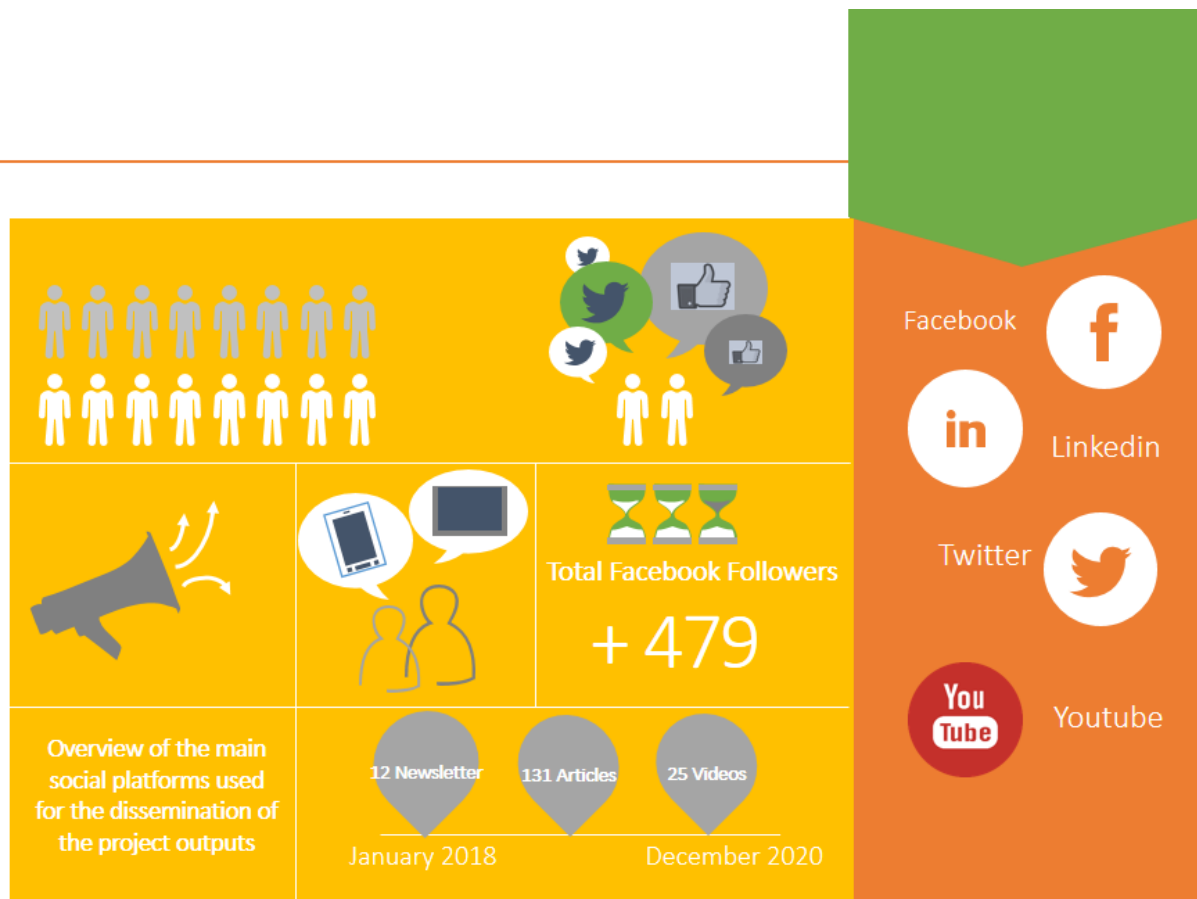 Facebook
f
in
Linkedin
Total Facebook Followers
+ 479
Twitter
You
Tube
Youtube
Overview of the main
social platforms used
for the dissemination of
the project outputs
12 Newsletter
131 Articles
25 Videos
January 2018
December 2020